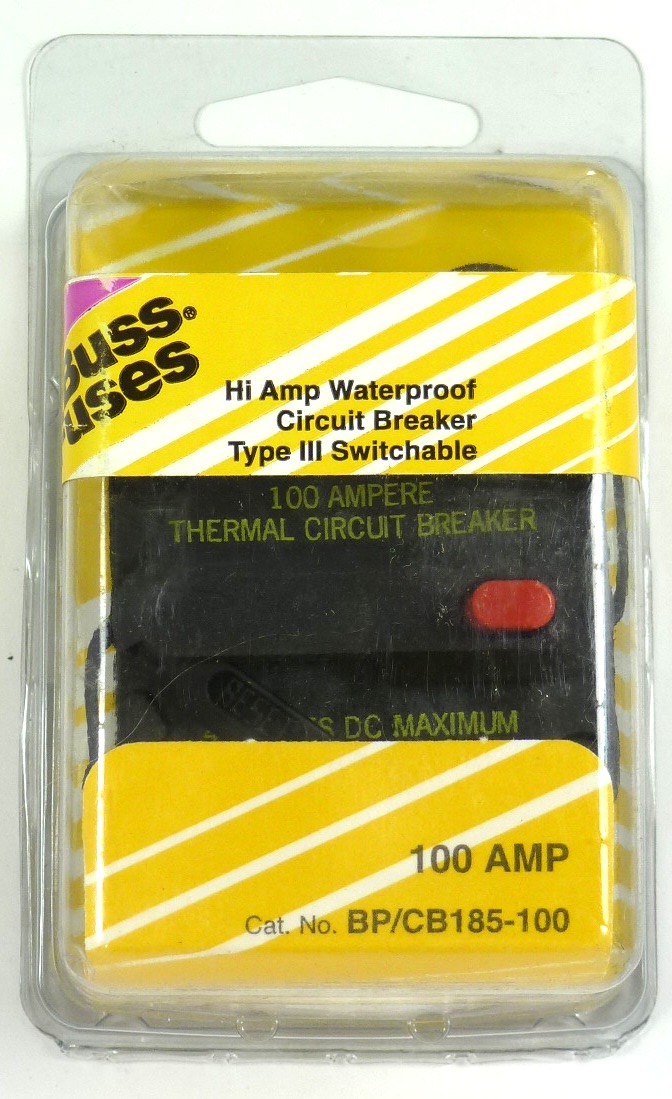 Buss®
uses
Hi Amp Waterproof
Circuit Breaker
Type III Switchable
100 AMPERE
THERMAL CIRCUIT BREAKER
DC MAXIMUM
100 AMP
Cat. No. BP/CB185-100